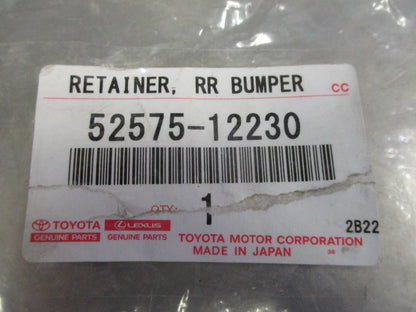 RETAINER, RR BUMPER CC
52575-12230
QTY: 1
2B22
TOYOTA LEXUS
GENUINE PARTS GENUINE PARTS
TOYOTA MOTOR CORPORATION
MADE IN JAPAN